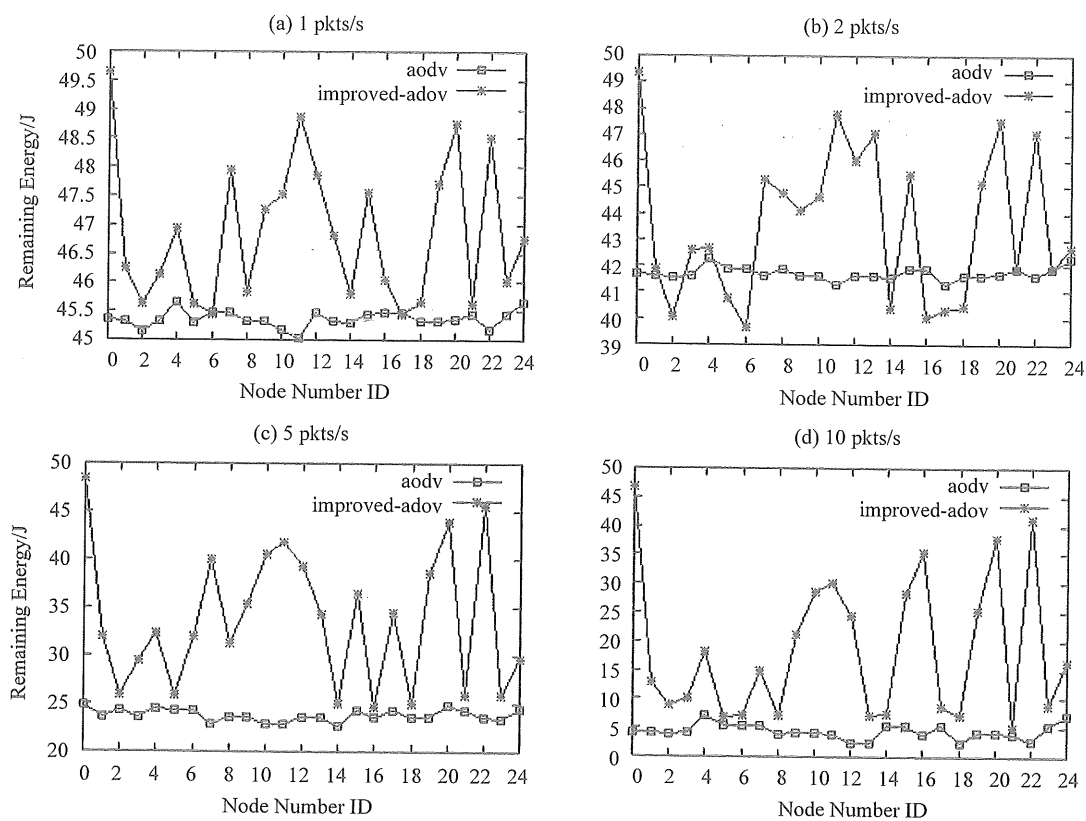 (a) 1 pkts/s
50
49.5
49
48.5
48
47.5
47
46.5
46
45.5
45
aodv
improved-adov
Remaining Energy/J
0 2 4 6 8 10 12 14 16 18 20 22 24
Node Number ID
(b) 2 pkts/s
50
49
48
47
46
45
44
43
42
41
40
39
aodv
improved-adov
0 2 4 6 8 10 12 14 16 18 20 22 24
Node Number ID
(c) 5 pkts/s
50
45
40
35
30
25
20
aodv
improved-adov
Remaining Energy/J
0 2 4 6 8 10 12 14 16 18 20 22 24
Node Number ID
(d) 10 pkts/s
50
45
40
35
30
25
20
15
10
5
0
aodv
improved-adov
0 2 4 6 8 10 12 14 16 18 20 22 24
Node Number ID